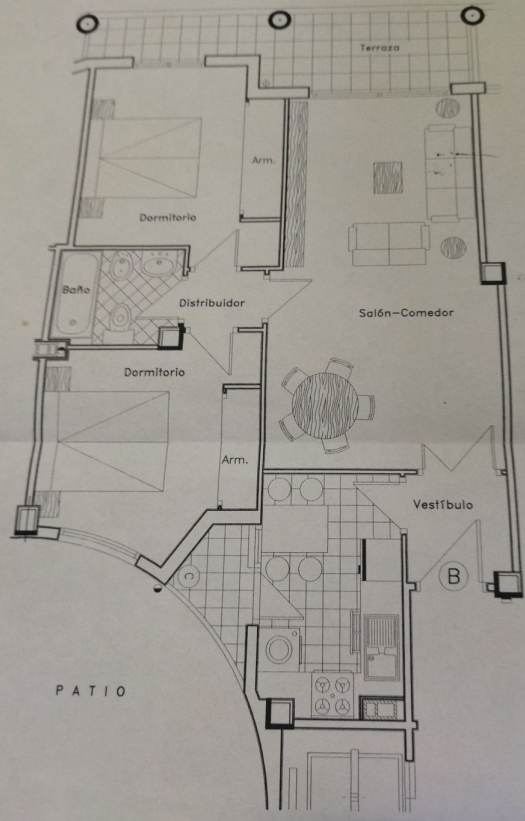 Terraza
Arm.
Dormitorio
Baño
Distribuidor
Salón-Comedor
Dormitorio
Arm.
Vestíbulo
B
C
PATIO